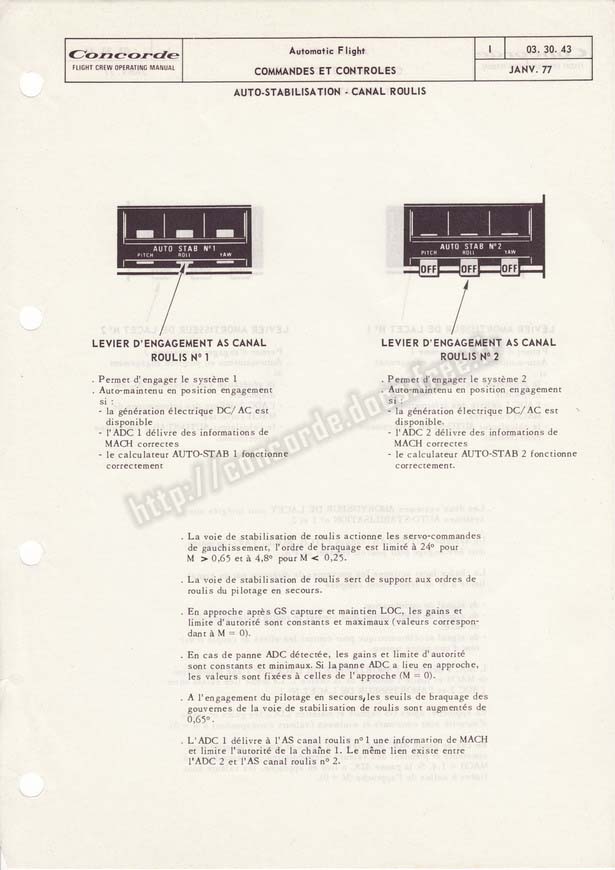 Concorde
FLIGHT CREW OPERATING MANUAL
Automatic Flight
COMMANDES ET CONTROLES
1
03. 30. 43
JANV. 77
AUTO-STABILISATION - CANAL ROULIS
AUTO STAB Nº1
PITCH ROLL YAW
AUTO STAB Nº2
PITCH ROLL YAW
OFF OFF OFF
LEVIER D'ENGAGEMENT AS CANAL
ROULIS Nº 1
. Permet d'engager le système 1
. Auto-maintenu en position engagement
si :
- la génération électrique DC/ AC est
disponible
- l'ADC 1 délivre des informations de
MACH correctes
- le calculateur AUTO-STAB 1 fonctionne
correctement
LEVIER D'ENGAGEMENT AS CANAL
ROULIS Nº 2
. Permet d'engager le système 2
. Auto-maintenu en position engagement
si :
- la génération électrique DC/ AC est
disponible.
- l'ADC 2 délivre des informations de
MACH correctes
- le calculateur AUTO-STAB 2 fonctionne
correctement.
. La voie de stabilisation de roulis actionne les servo-commandes
de gauchissement, l'ordre de braquage est limité à 24º pour
M > 0,65 et à 4,8º pour M < 0,25.
. La voie de stabilisation de roulis sert de support aux ordres de
roulis du pilotage en secours.
. En approche après GS capture et maintien LOC, les gains et
limite d'autorité sont constants et maximaux (valeurs correspon-
dant à M = 0).
. En cas de panne ADC détectée, les gains et limite d'autorité
sont constants et minimaux. Si la panne ADC a lieu en approche,
les valeurs sont fixées à celles de l'approche (M = 0).
. A l'engagement du pilotage en secours, les seuils de braquage des
gouvernes de la voie de stabilisation de roulis sont augmentés de
0,65º.
. L'ADC 1 délivre à l'AS canal roulis nº 1 une information de MACH
et limite l'autorité de la chaîne 1. Le même lien existe entre
l'ADC 2 et l'AS canal roulis nº 2.